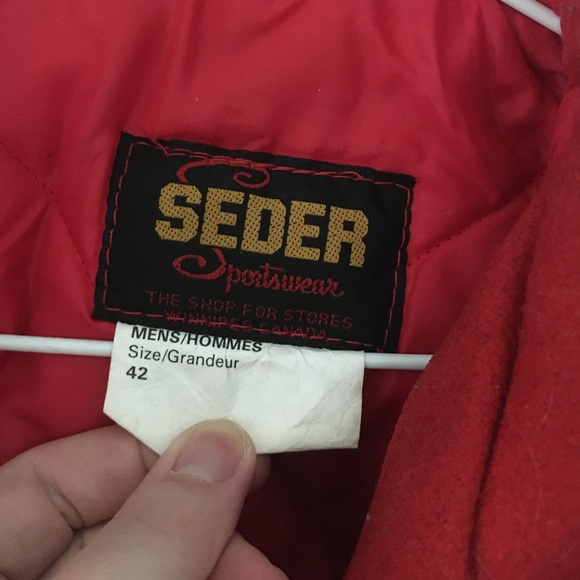 SEDER
Sportswear
THE SHOP FOR STORES
WINNIPEG CANADA
MENS/HOMMES
Size/Grandeur
42